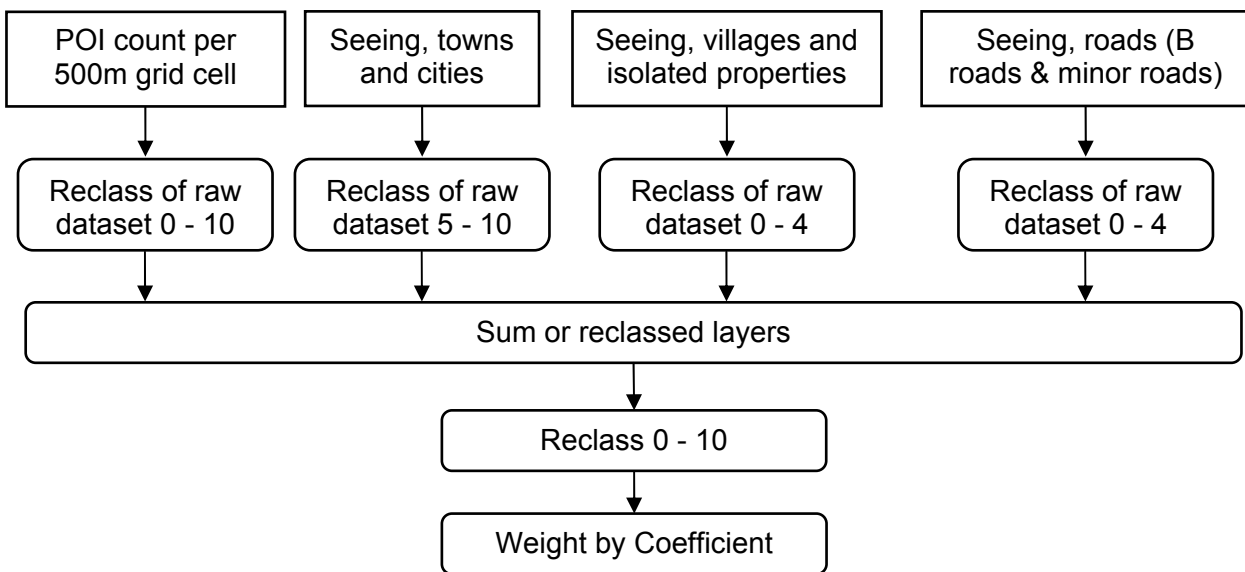 POI count per
500m grid cell
Seeing, towns
and cities
Seeing, villages and
isolated properties
Seeing, roads (B
roads & minor roads)
Reclass of raw
dataset 0 - 10
Reclass of raw
dataset 5 - 10
Reclass of raw
dataset 0 - 4
Reclass of raw
dataset 0 - 4
Sum or reclassed layers
Reclass 0 - 10
Weight by Coefficient